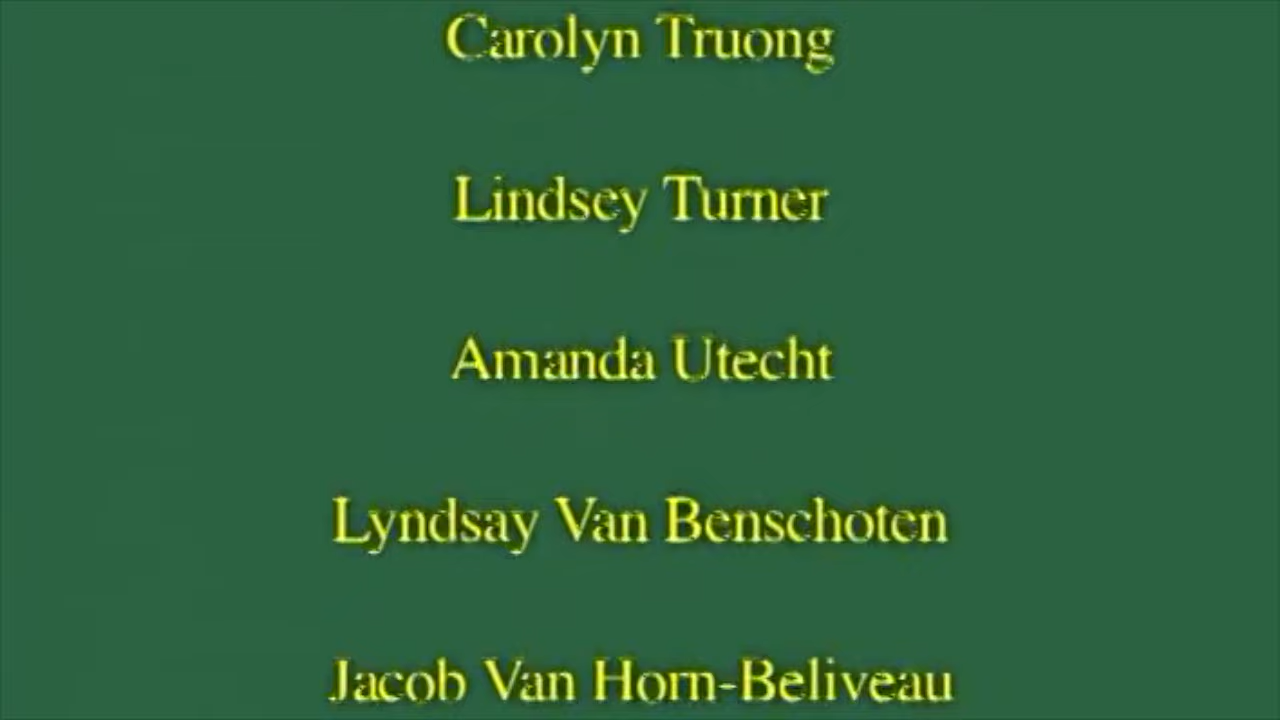 Carolyn Truong
Lindsey Turner
Amanda Utecht
Lyndsay Van Benschoten
Jacob Van Horn-Beliveau